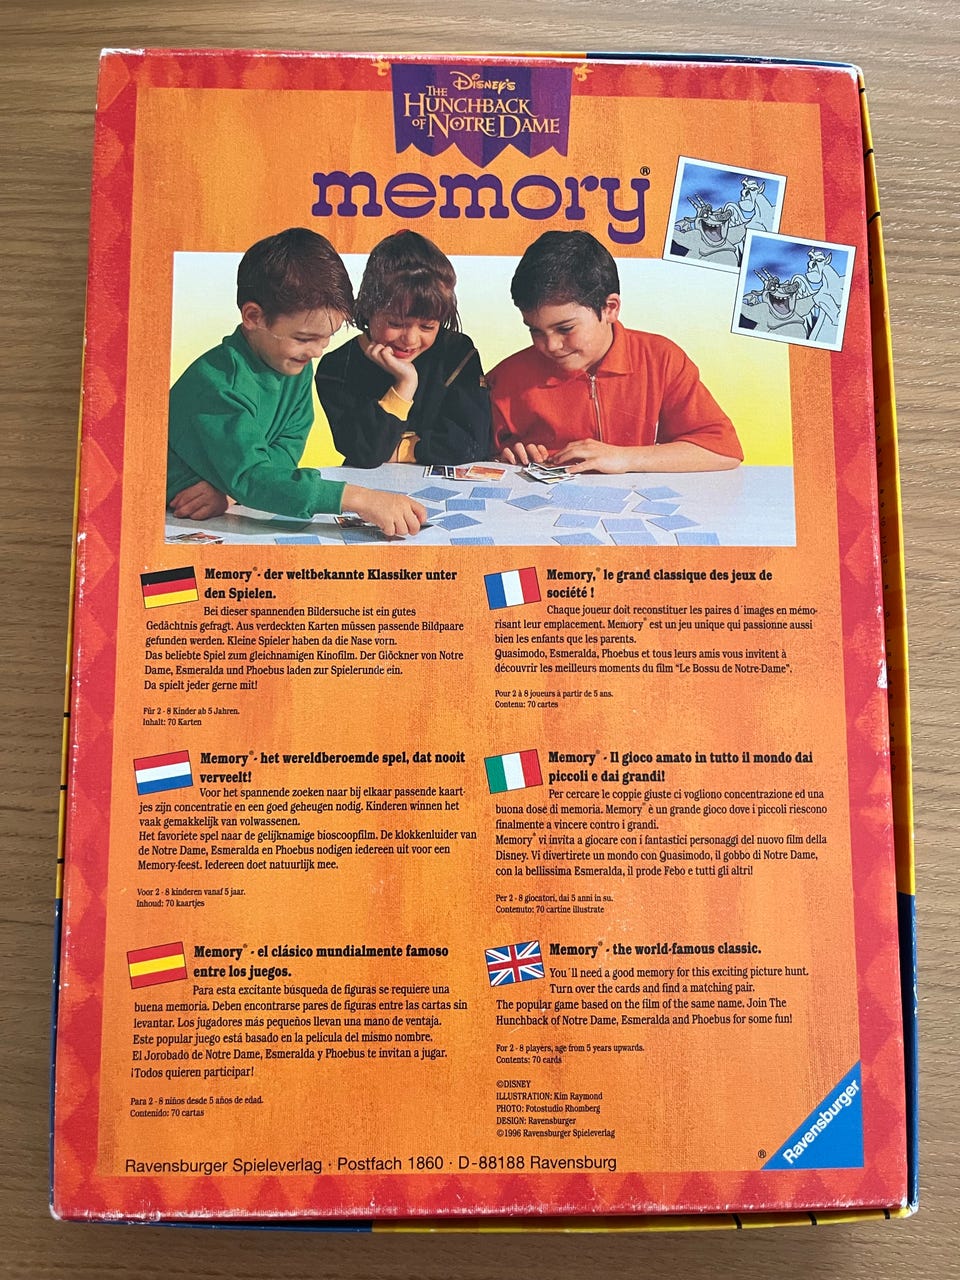 Disney's
THE
HUNCHBACK
OF NOTRE DAME
memory®
Memory®- der weltbekannte Klassiker unter
den Spielen.
Bei dieser spannenden Bildersuche ist ein gutes
Gedächtnis gefragt. Aus verdeckten Karten müssen passende Bildpaare
gefunden werden. Kleine Spieler haben da die Nase vorn.
Das beliebte Spiel zum gleichnamigen Kinofilm. Der Glöckner von Notre
Dame, Esmeralda und Phoebus laden zur Spielerunde ein.
Da spielt jeder gerne mit!
Für 2 - 8 Kinder ab 5 Jahren.
Inhalt: 70 Karten
Memory,® le grand classique des jeux de
société !
Chaque joueur doit reconstituer les paires d´images en mémo-
risant leur emplacement. Memory® est un jeu unique qui passionne aussi
bien les enfants que les parents.
Quasimodo, Esmeralda, Phoebus et tous leurs amis vous invitent à
découvrir les meilleurs moments du film "Le Bossu de Notre-Dame".
Pour 2 à 8 joueurs à partir de 5 ans.
Contenu: 70 cartes
Memory®- het wereldberoemde spel, dat nooit
verveelt!
Voor het spannende zoeken naar bij elkaar passende kaart-
jes zijn concentratie en een goed geheugen nodig. Kinderen winnen het
vaak gemakkelijk van volwassenen.
Het favoriete spel naar de gelijknamige bioscoopfilm. De klokkenluider van
de Notre Dame, Esmeralda en Phoebus nodigen iedereen uit voor een
Memory-feest. Iedereen doet natuurlijk mee.
Voor 2 - 8 kinderen vanaf 5 jaar.
Inhoud: 70 kaartjes
Memory® - Il gioco amato in tutto il mondo dai
piccoli e dai grandi!
Per cercare le coppie giuste ci vogliono concentrazione ed una
buona dose di memoria. Memory® è un grande gioco dove i piccoli riescono
finalmente a vincere contro i grandi.
Memory® vi invita a giocare con i fantastici personaggi del nuovo film della
Disney. Vi divertirete un mondo con Quasimodo, il gobbo di Notre Dame,
con la bellissima Esmeralda, il prode Febo e tutti gli altri!
Per 2 - 8 giocatori, dai 5 anni in su.
Contenuto: 70 cartine illustrate
Memory® - el clásico mundialmente famoso
entre los juegos.
Para esta excitante búsqueda de figuras se requiere una
buena memoria. Deben encontrarse pares de figuras entre las cartas sin
levantar. Los jugadores más pequeños llevan una mano de ventaja.
Este popular juego está basado en la película del mismo nombre.
El Jorobado de Notre Dame, Esmeralda y Phoebus te invitan a jugar.
¡Todos quieren participar!
Para 2 - 8 niños desde 5 años de edad.
Contenido: 70 cartas
Memory® - the world-famous classic.
You´ll need a good memory for this exciting picture hunt.
Turn over the cards and find a matching pair.
The popular game based on the film of the same name. Join The
Hunchback of Notre Dame, Esmeralda and Phoebus for some fun!
For 2 - 8 players, age from 5 years upwards.
Contents: 70 cards
©DISNEY
ILLUSTRATION: Kim Raymond
PHOTO: Fotostudio Rhomberg
DESIGN: Ravensburger
©1996 Ravensburger Spieleverlag
Ravensburger Spieleverlag · Postfach 1860 · D-88188 Ravensburg
® Ravensburger